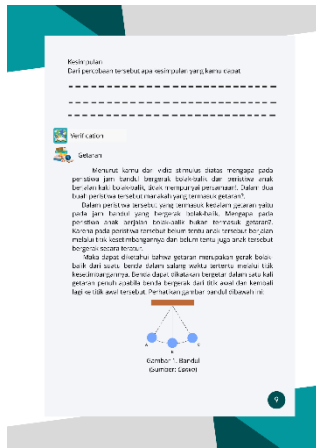 Kesimpulan
Dari percobaan tersebut apa kesimpulan yang kamu dapat
Verification
Getaran
Menurut kamu dari vidio stimulus diatas mengapa pada
peristiwa jam bandul bergerak bolak-balik dan peristiwa anak
berjalan kaki bolak-balik, tidak mempunyai persamaan?. Dalam dua
buah peristiwa tersebut manakah yang termasuk getaran?.
Dalam peristiwa tersebut yang termasuk kedalam getaran yaitu
pada jam bandul yang bergerak bolak-balik. Mengapa pada
peristiwa anak berjalan bolak-balik bukan termasuk getaran?.
Karena pada peristiwa tersebut belum tentu anak tersebut berjalan
melalui titik kesetimbangannya dan belum tentu juga anak tersebut
bergerak secara teratur.
Maka dapat diketahui bahwa getaran merupakan gerak bolak-
balik dari suatu benda dalam selang waktu tertentu melalui titik
kesetimbangannya. Benda dapat dikatakan bergetar dalam satu kali
getaran penuh apabila benda bergerak dari titik awal dan kembali
lagi ke titik awal tersebut. Perhatikan gambar bandul dibawah ini:
A
B
C
Gambar 1. Bandul
(Sumber: Canva)
9